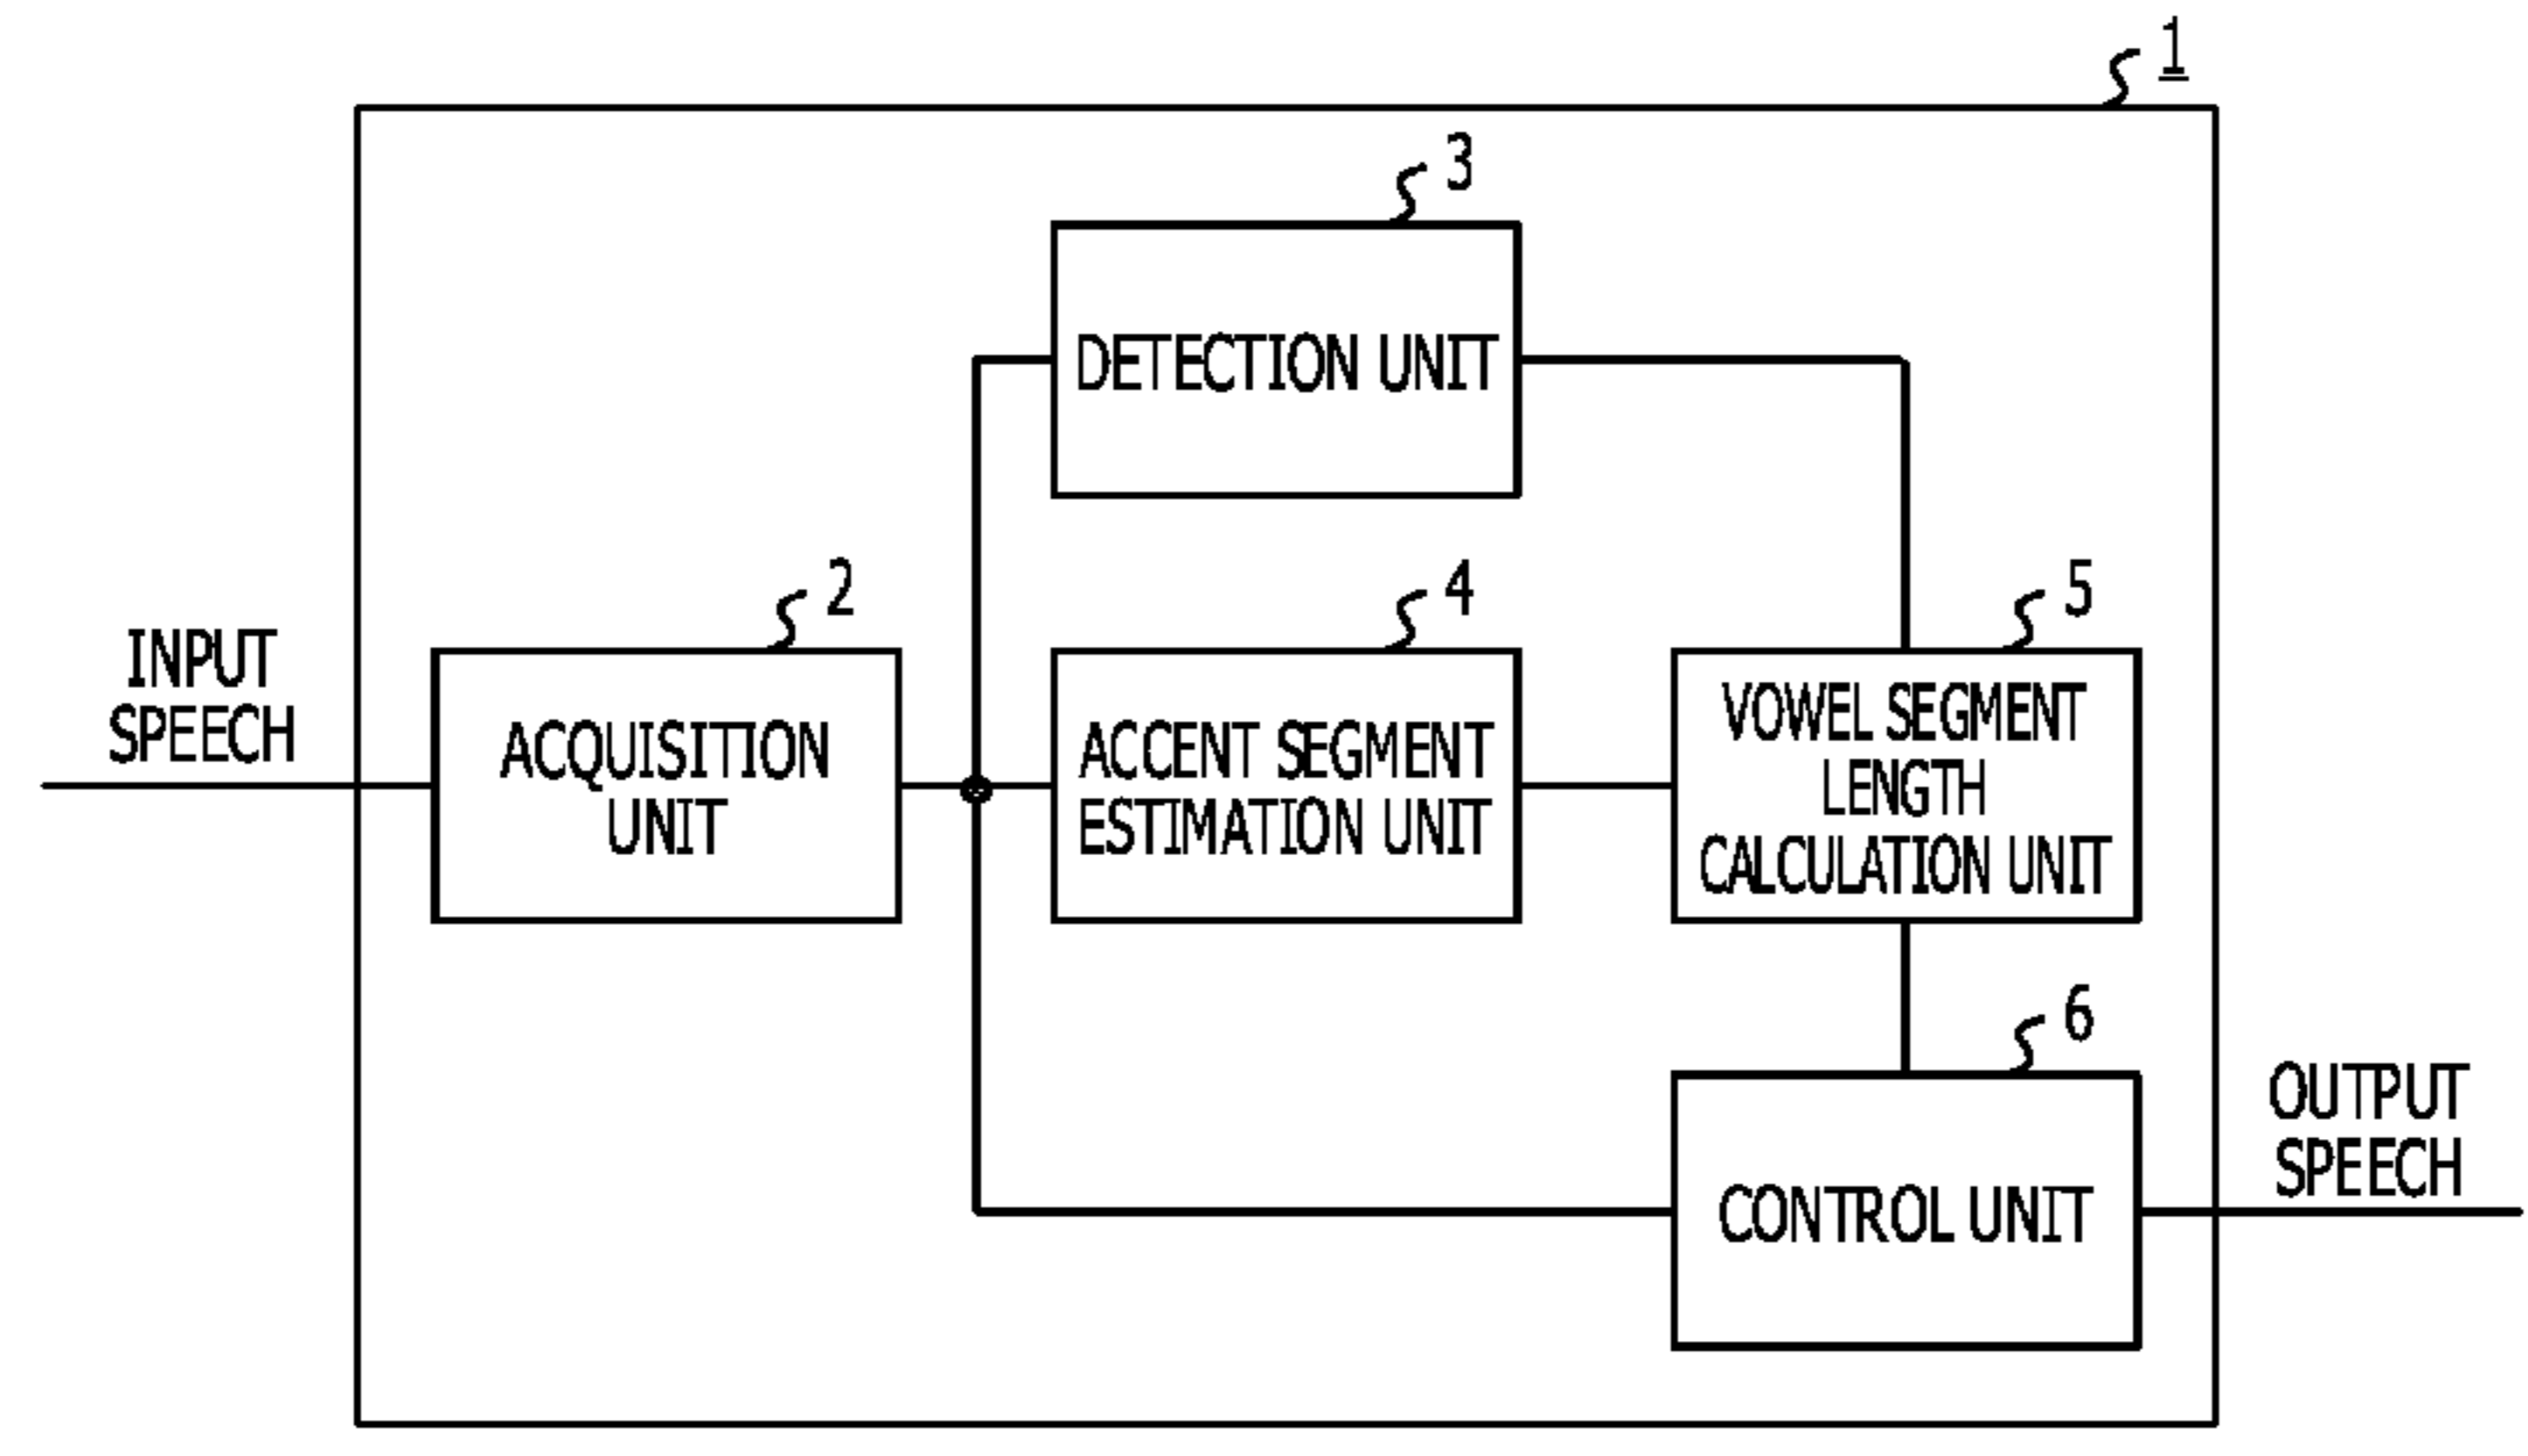 1
3
DETECTION UNIT
2
4
5
INPUT
SPEECH
ACQUISITION
UNIT
ACCENT SEGMENT
ESTIMATION UNIT
VOWEL SEGMENT
LENGTH
CALCULATION UNIT
6
CONTROL UNIT
OUTPUT
SPEECH